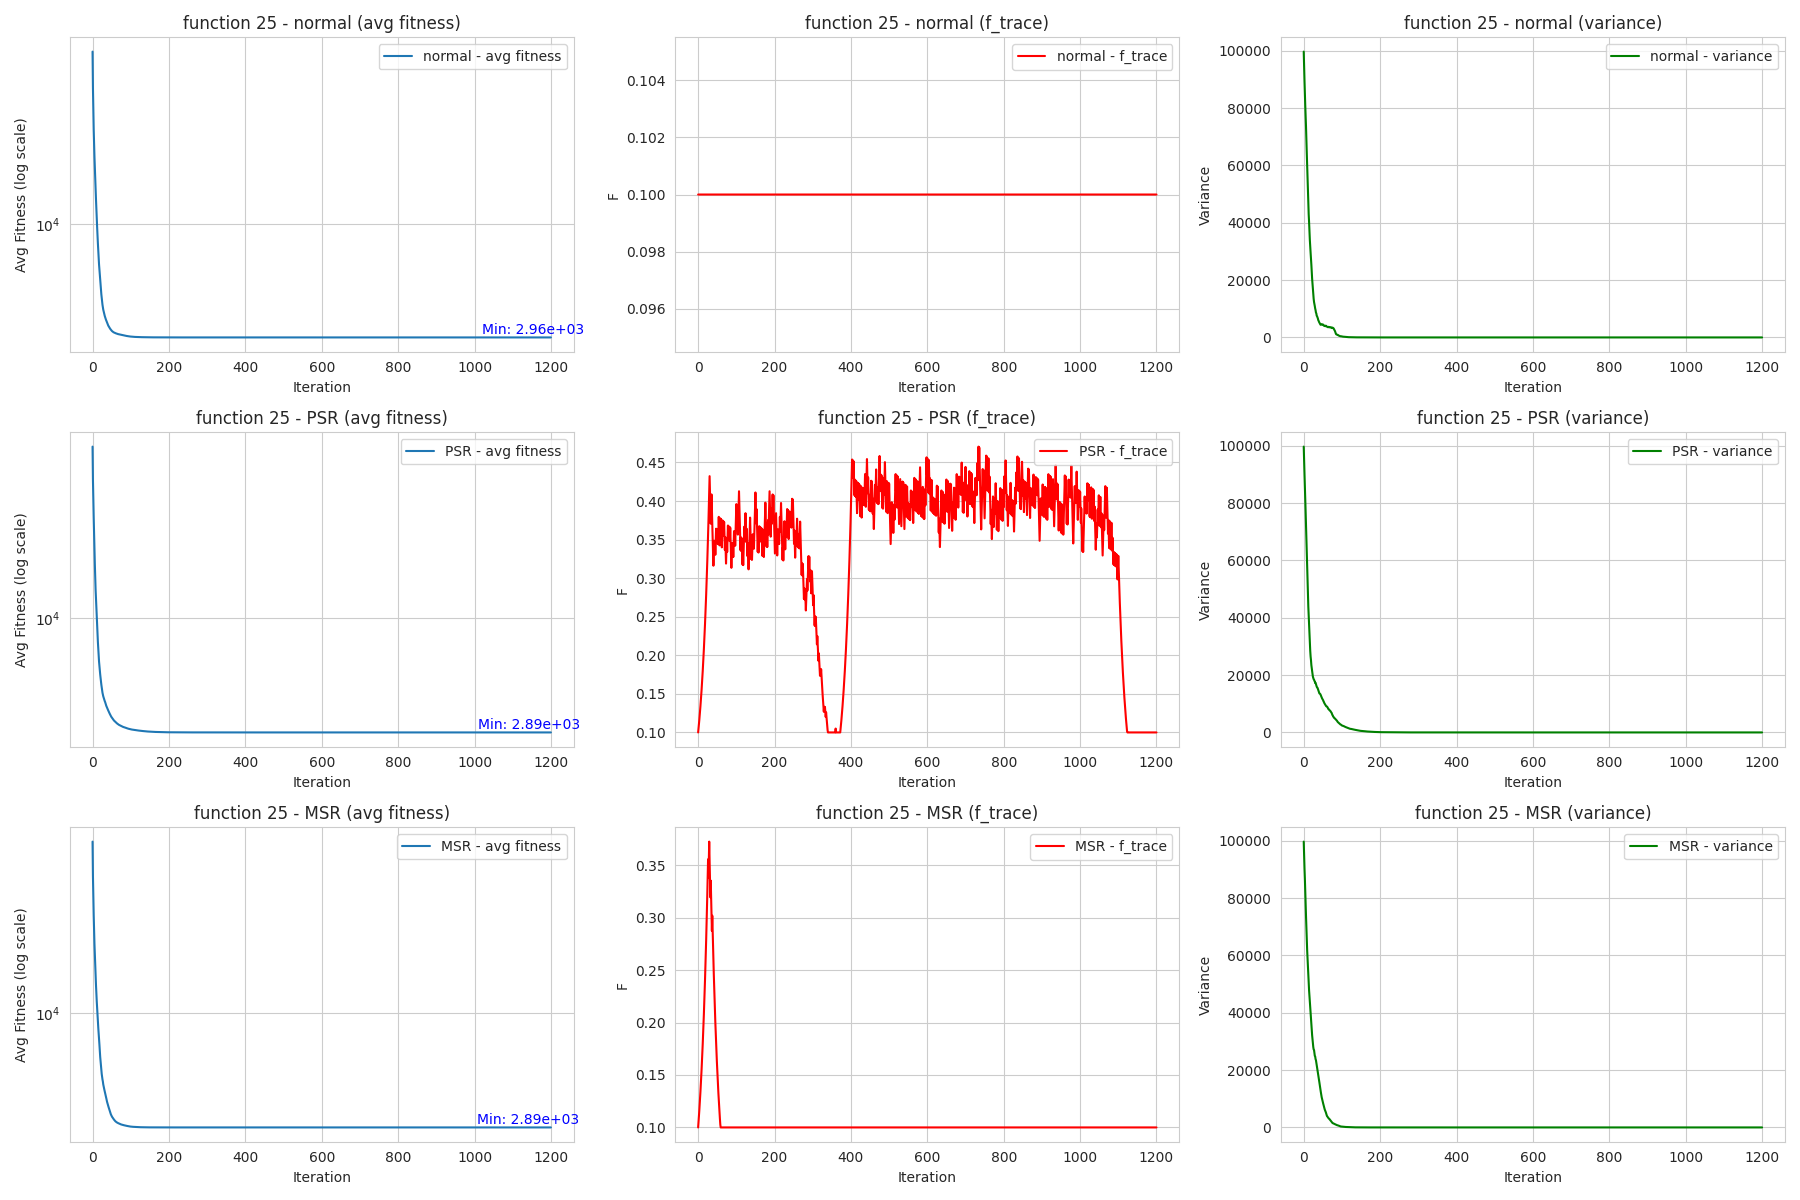 function 25 - normal (avg fitness)
normal - avg fitness
Avg Fitness (log scale)
10^4
Min: 2.96e+03
0 200 400 600 800 1000 1200
Iteration
function 25 - normal (f_trace)
normal - f_trace
F
0.104
0.102
0.100
0.098
0.096
0 200 400 600 800 1000 1200
Iteration
function 25 - normal (variance)
normal - variance
Variance
100000
80000
60000
40000
20000
0
0 200 400 600 800 1000 1200
Iteration
function 25 - PSR (avg fitness)
PSR - avg fitness
Avg Fitness (log scale)
10^4
Min: 2.89e+03
0 200 400 600 800 1000 1200
Iteration
function 25 - PSR (f_trace)
PSR - f_trace
F
0.45
0.40
0.35
0.30
0.25
0.20
0.15
0.10
0 200 400 600 800 1000 1200
Iteration
function 25 - PSR (variance)
PSR - variance
Variance
100000
80000
60000
40000
20000
0
0 200 400 600 800 1000 1200
Iteration
function 25 - MSR (avg fitness)
MSR - avg fitness
Avg Fitness (log scale)
10^4
Min: 2.89e+03
0 200 400 600 800 1000 1200
Iteration
function 25 - MSR (f_trace)
MSR - f_trace
F
0.35
0.30
0.25
0.20
0.15
0.10
0 200 400 600 800 1000 1200
Iteration
function 25 - MSR (variance)
MSR - variance
Variance
100000
80000
60000
40000
20000
0
0 200 400 600 800 1000 1200
Iteration